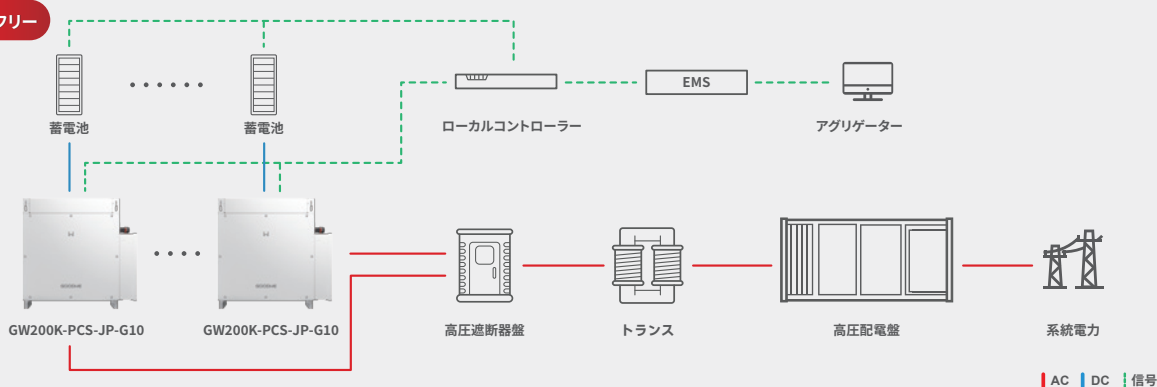 フリー
蓄電池
蓄電池
ローカルコントローラー
EMS
アグリゲーター
GW200K-PCS-JP-G10
GW200K-PCS-JP-G10
高圧遮断器盤
トランス
高圧配電盤
系統電力
AC
DC
信号